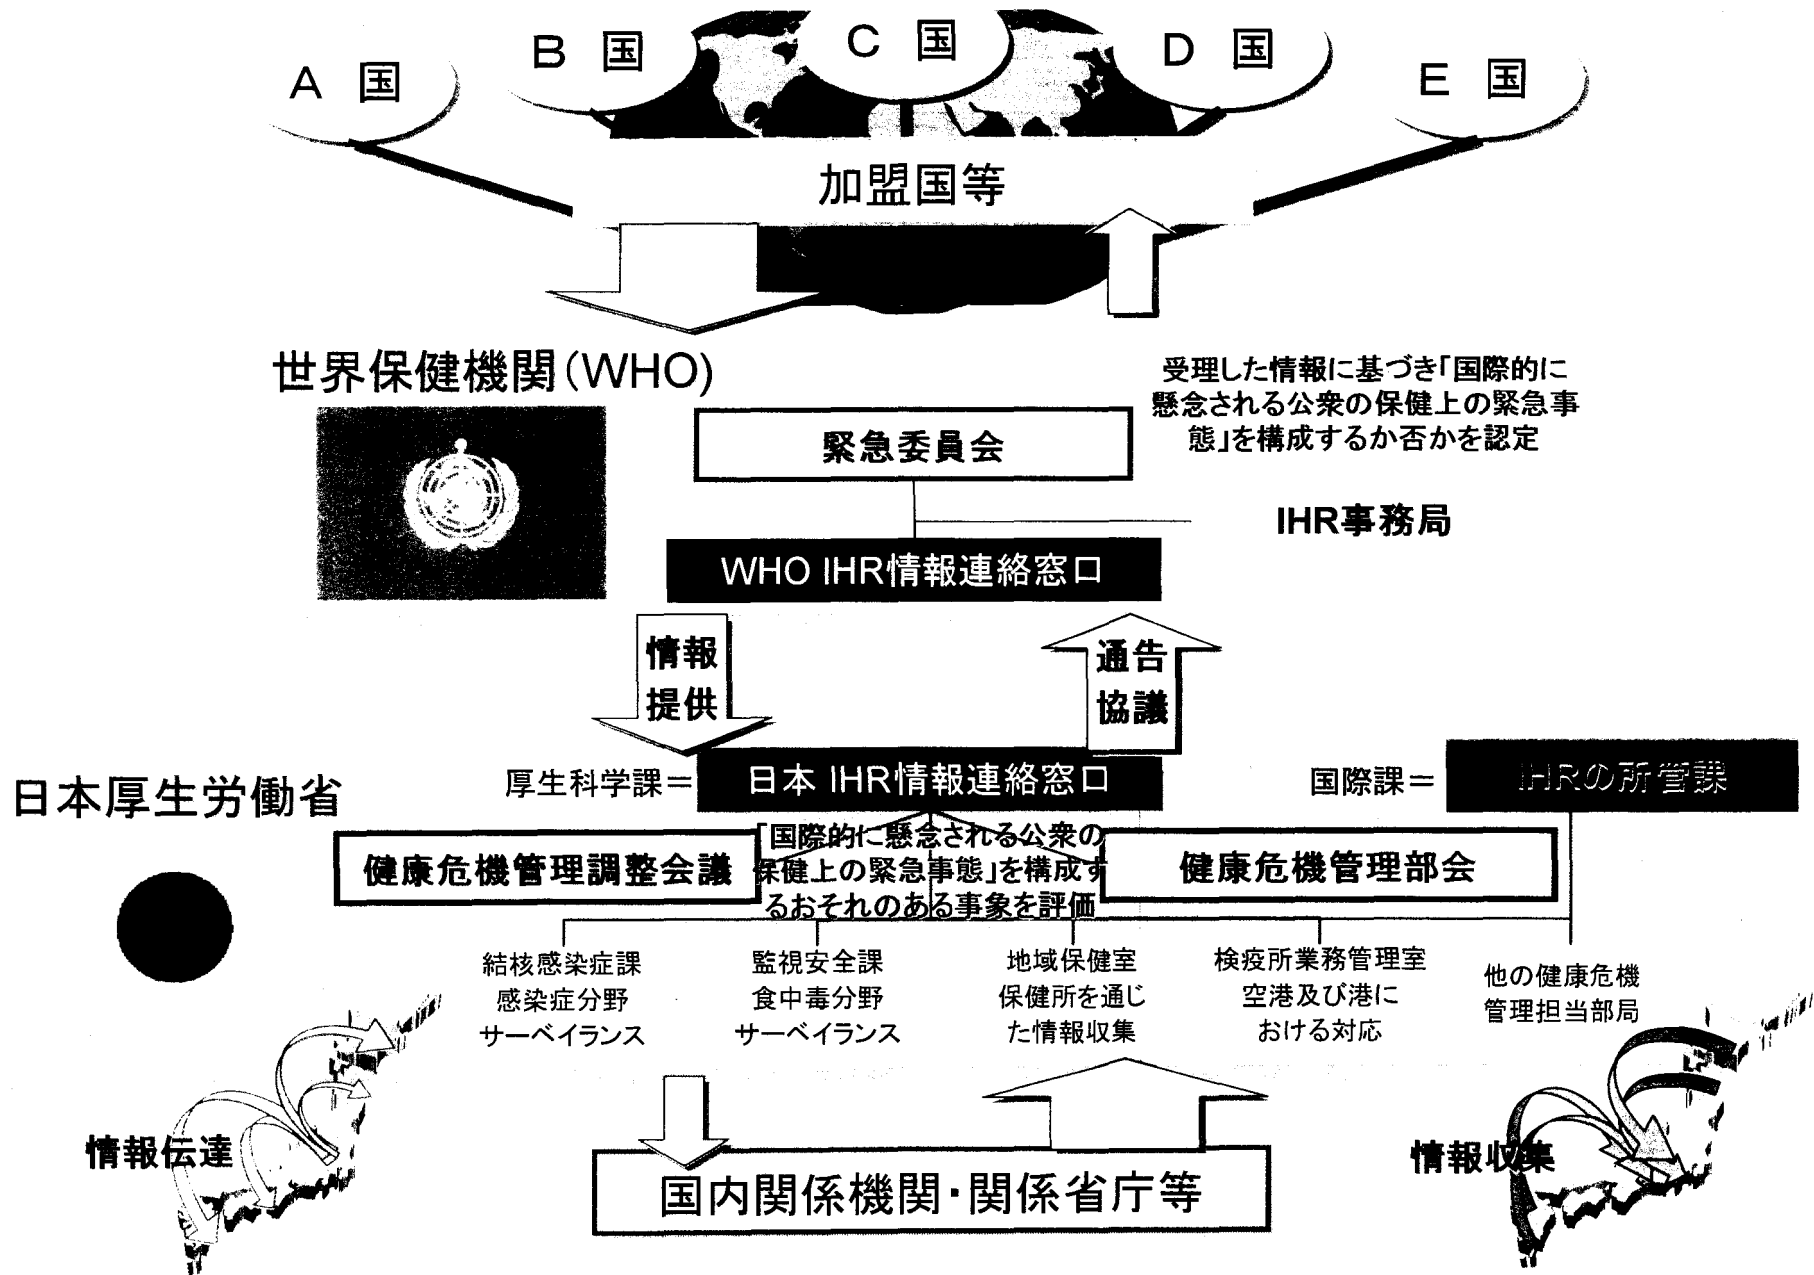 A 国
B 国
C 国
D 国
E 国
加盟国等
世界保健機関(WHO)
受理した情報に基づき「国際的に
懸念される公衆の保健上の緊急事
態」を構成するか否かを認定
緊急委員会
IHR事務局
WHO IHR情報連絡窓口
情報
提供
通告
協議
日本厚生労働省
厚生科学課=
日本 IHR情報連絡窓口
国際課=
IHRの所管課
健康危機管理調整会議
「国際的に懸念される公衆の
保健上の緊急事態」を構成す
るおそれのある事象を評価
健康危機管理部会
結核感染症課
感染症分野
サーベイランス
監視安全課
食中毒分野
サーベイランス
地域保健室
保健所を通じ
た情報収集
検疫所業務管理室
空港及び港に
おける対応
他の健康危機
管理担当部局
情報伝達
情報収集
国内関係機関・関係省庁等